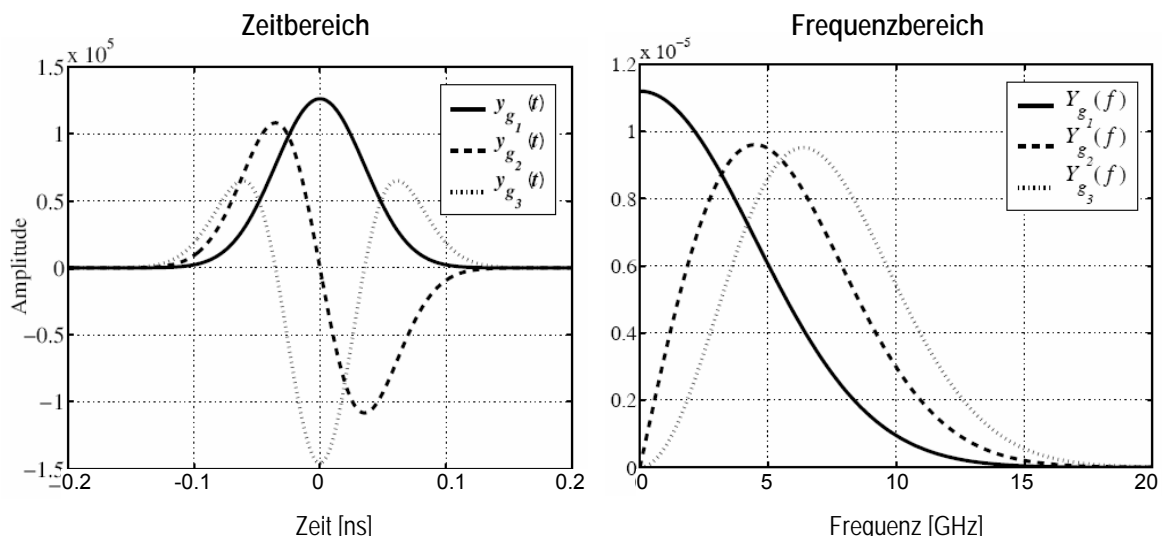 Zeitbereich
x 10⁵
1.5
1
0.5
0
−0.5
−1
−1.5
Amplitude
−0.2
-0.1
0
0.1
0.2
Zeit [ns]
y_g₁ (t)
y_g₂ (t)
y_g₃ (t)
Frequenzbereich
x 10⁻⁵
1.2
1
0.8
0.6
0.4
0.2
0
0
5
10
15
20
Frequenz [GHz]
Y_g₁ (f)
Y_g₂ (f)
Y_g₃ (f)